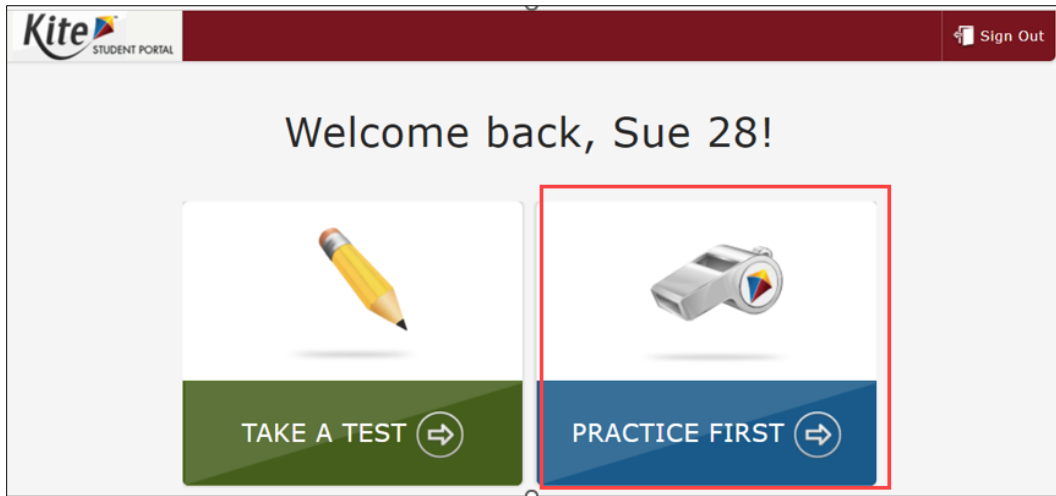 Kite
STUDENT PORTAL
Sign Out
Welcome back, Sue 28!
TAKE A TEST
PRACTICE FIRST